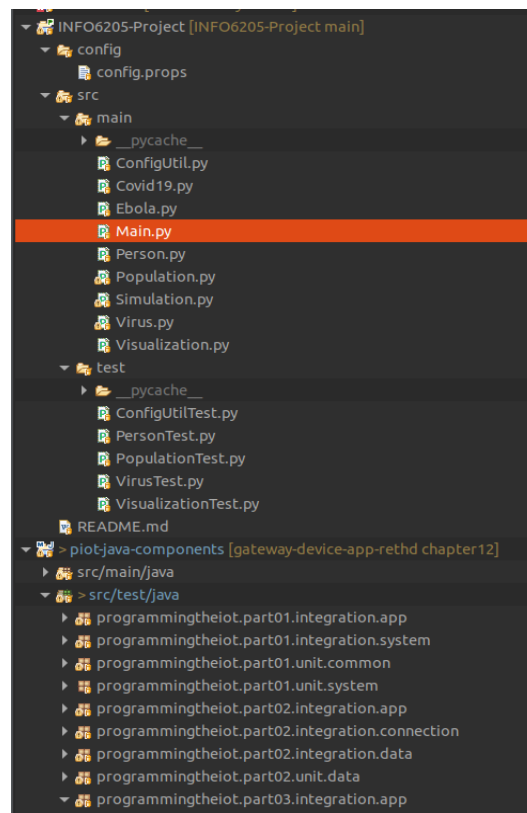 INFO6205-Project [INFO6205-Project main]
config
config.props
src
main
__pycache__
ConfigUtil.py
Covid19.py
Ebola.py
Main.py
Person.py
Population.py
Simulation.py
Virus.py
Visualization.py
test
__pycache__
ConfigUtilTest.py
PersonTest.py
PopulationTest.py
VirusTest.py
VisualizationTest.py
README.md
> piot-java-components [gateway-device-app-rethd chapter12]
src/main/java
> src/test/java
programmingtheiot.part01.integration.app
programmingtheiot.part01.integration.system
programmingtheiot.part01.unit.common
programmingtheiot.part01.unit.system
programmingtheiot.part02.integration.app
programmingtheiot.part02.integration.connection
programmingtheiot.part02.integration.data
programmingtheiot.part02.unit.data
programmingtheiot.part03.integration.app